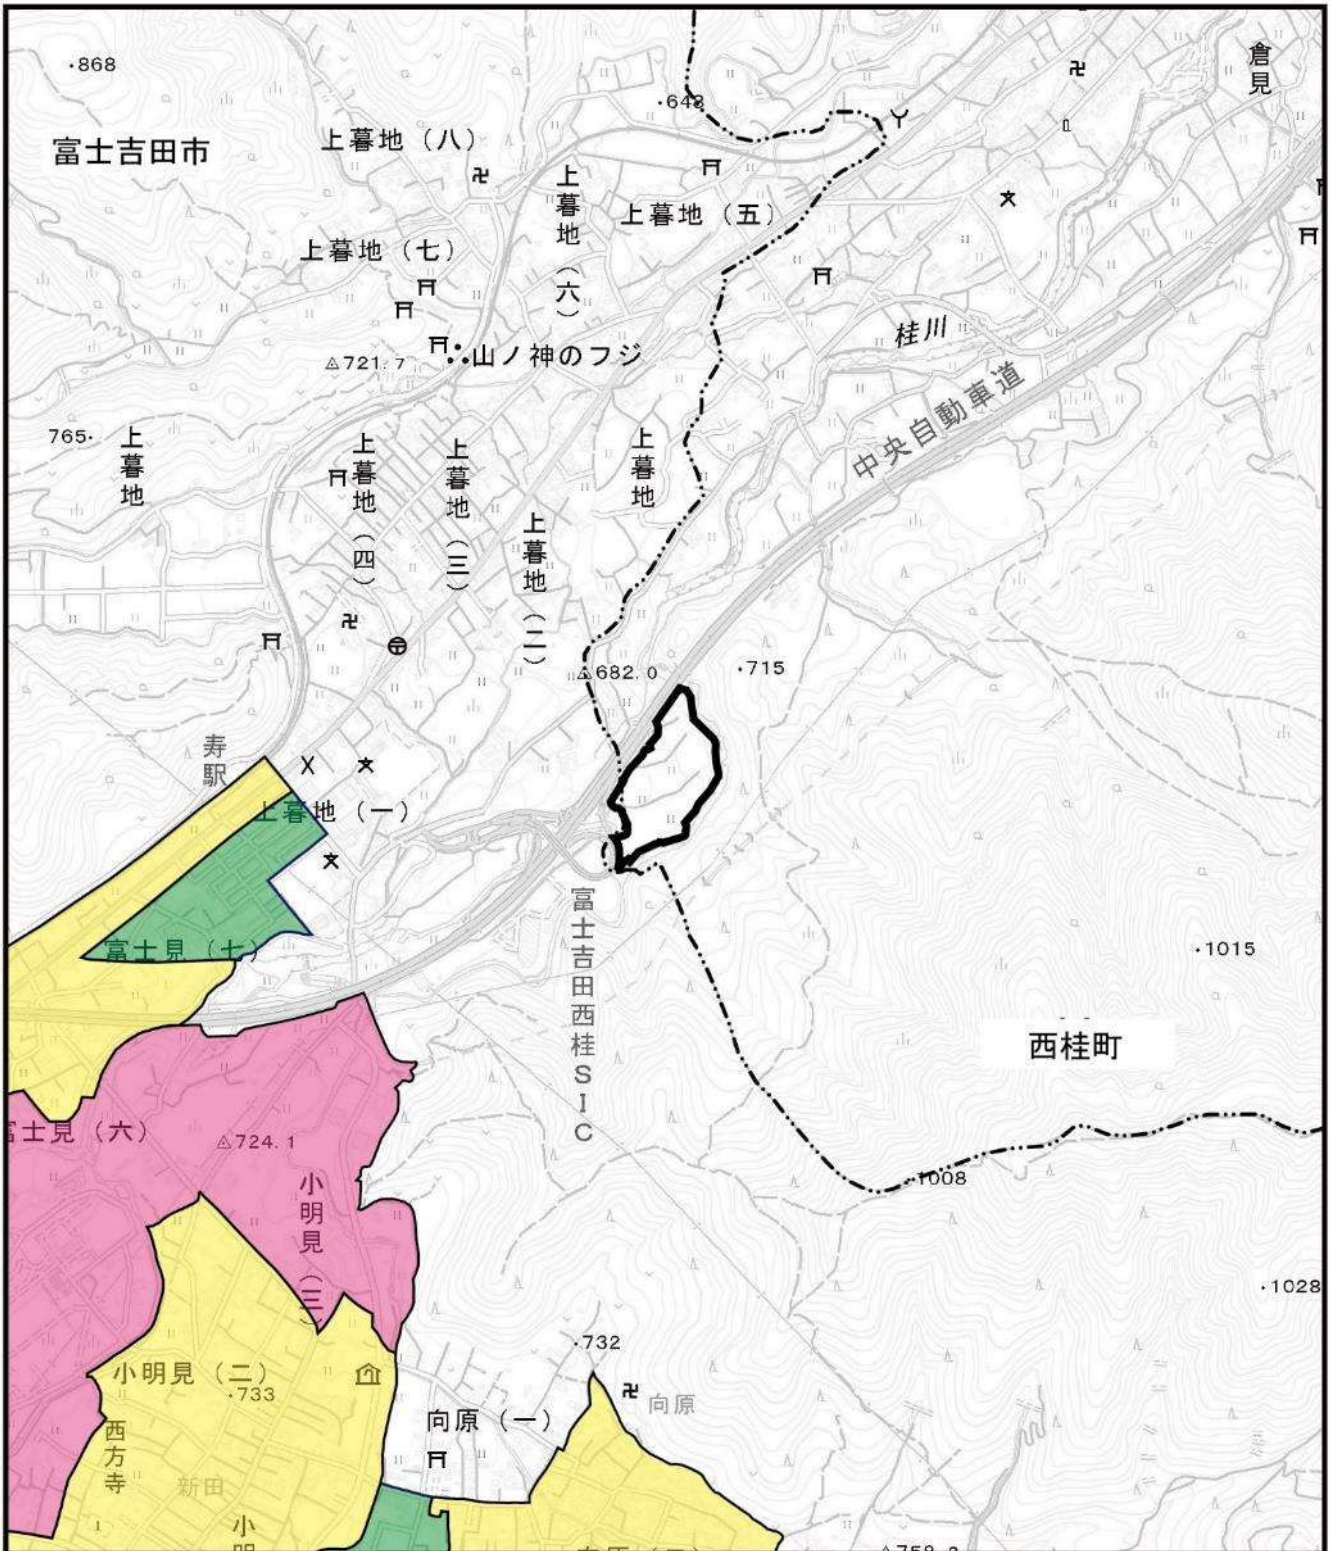 ・868
富士吉田市
上暮地（八）
・648
倉見
上暮地（六）
上暮地（五）
上暮地（七）
桂川
山ノ神のフジ
△721.7
中央自動車道
765・
上暮地
上暮地（四）
上暮地（三）
上暮地
上暮地（二）
△682.0
・715
寿駅
上暮地（一）
富士見（七）
富士吉田西桂SIC
・1015
西桂町
富士見（六）
△724.1
・1008
小明見（三）
・1028
・732
小明見（二）
・733
向原
向原（一）
西方寺
新田